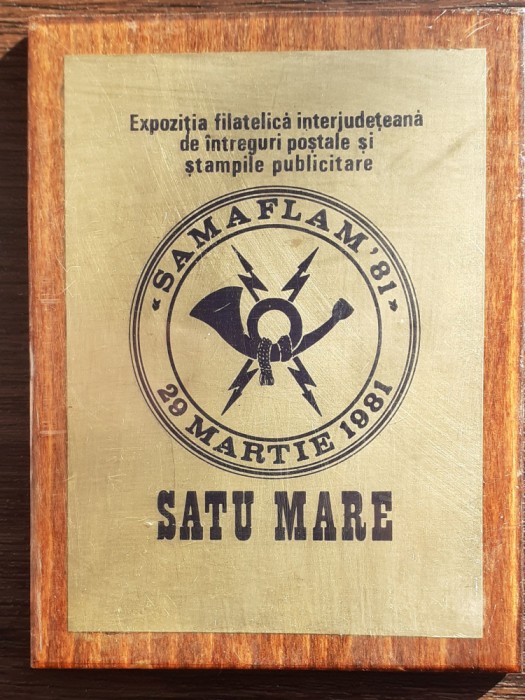 Expoziția filatelică interjudețeană
de întreguri poștale și
ștampile publicitare
«SAMAFLAM'81»
29 MARTIE 1981
SATU MARE